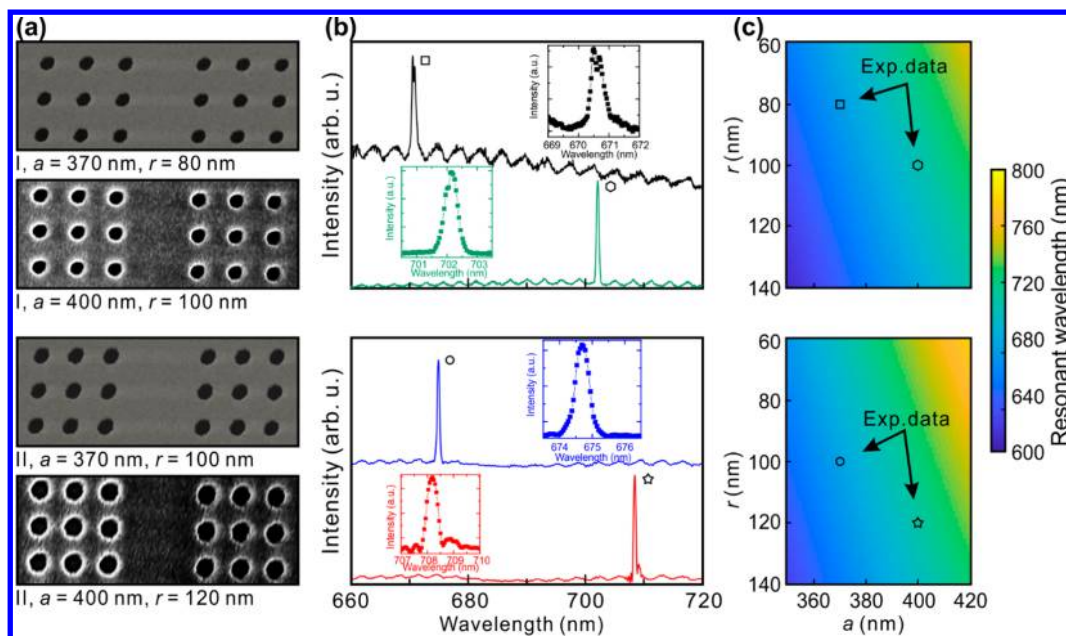 (a)
I, a = 370 nm, r = 80 nm
I, a = 400 nm, r = 100 nm
II, a = 370 nm, r = 100 nm
II, a = 400 nm, r = 120 nm
(b)
Intensity (arb. u.)
Intensity (a.u.)
669 670 671 672
Wavelength (nm)
Intensity (a.u.)
701 702 703
Wavelength (nm)
Intensity (arb. u.)
Intensity (a.u.)
674 675 676
Wavelength (nm)
Intensity (a.u.)
707 708 709 710
Wavelength (nm)
660 680 700 720
Wavelength (nm)
(c)
60
80
100
120
140
r (nm)
Exp.data
60
80
100
120
140
r (nm)
Exp.data
360 400 420
a (nm)
800
760
720
680
640
600
Resonant wavelength (nm)